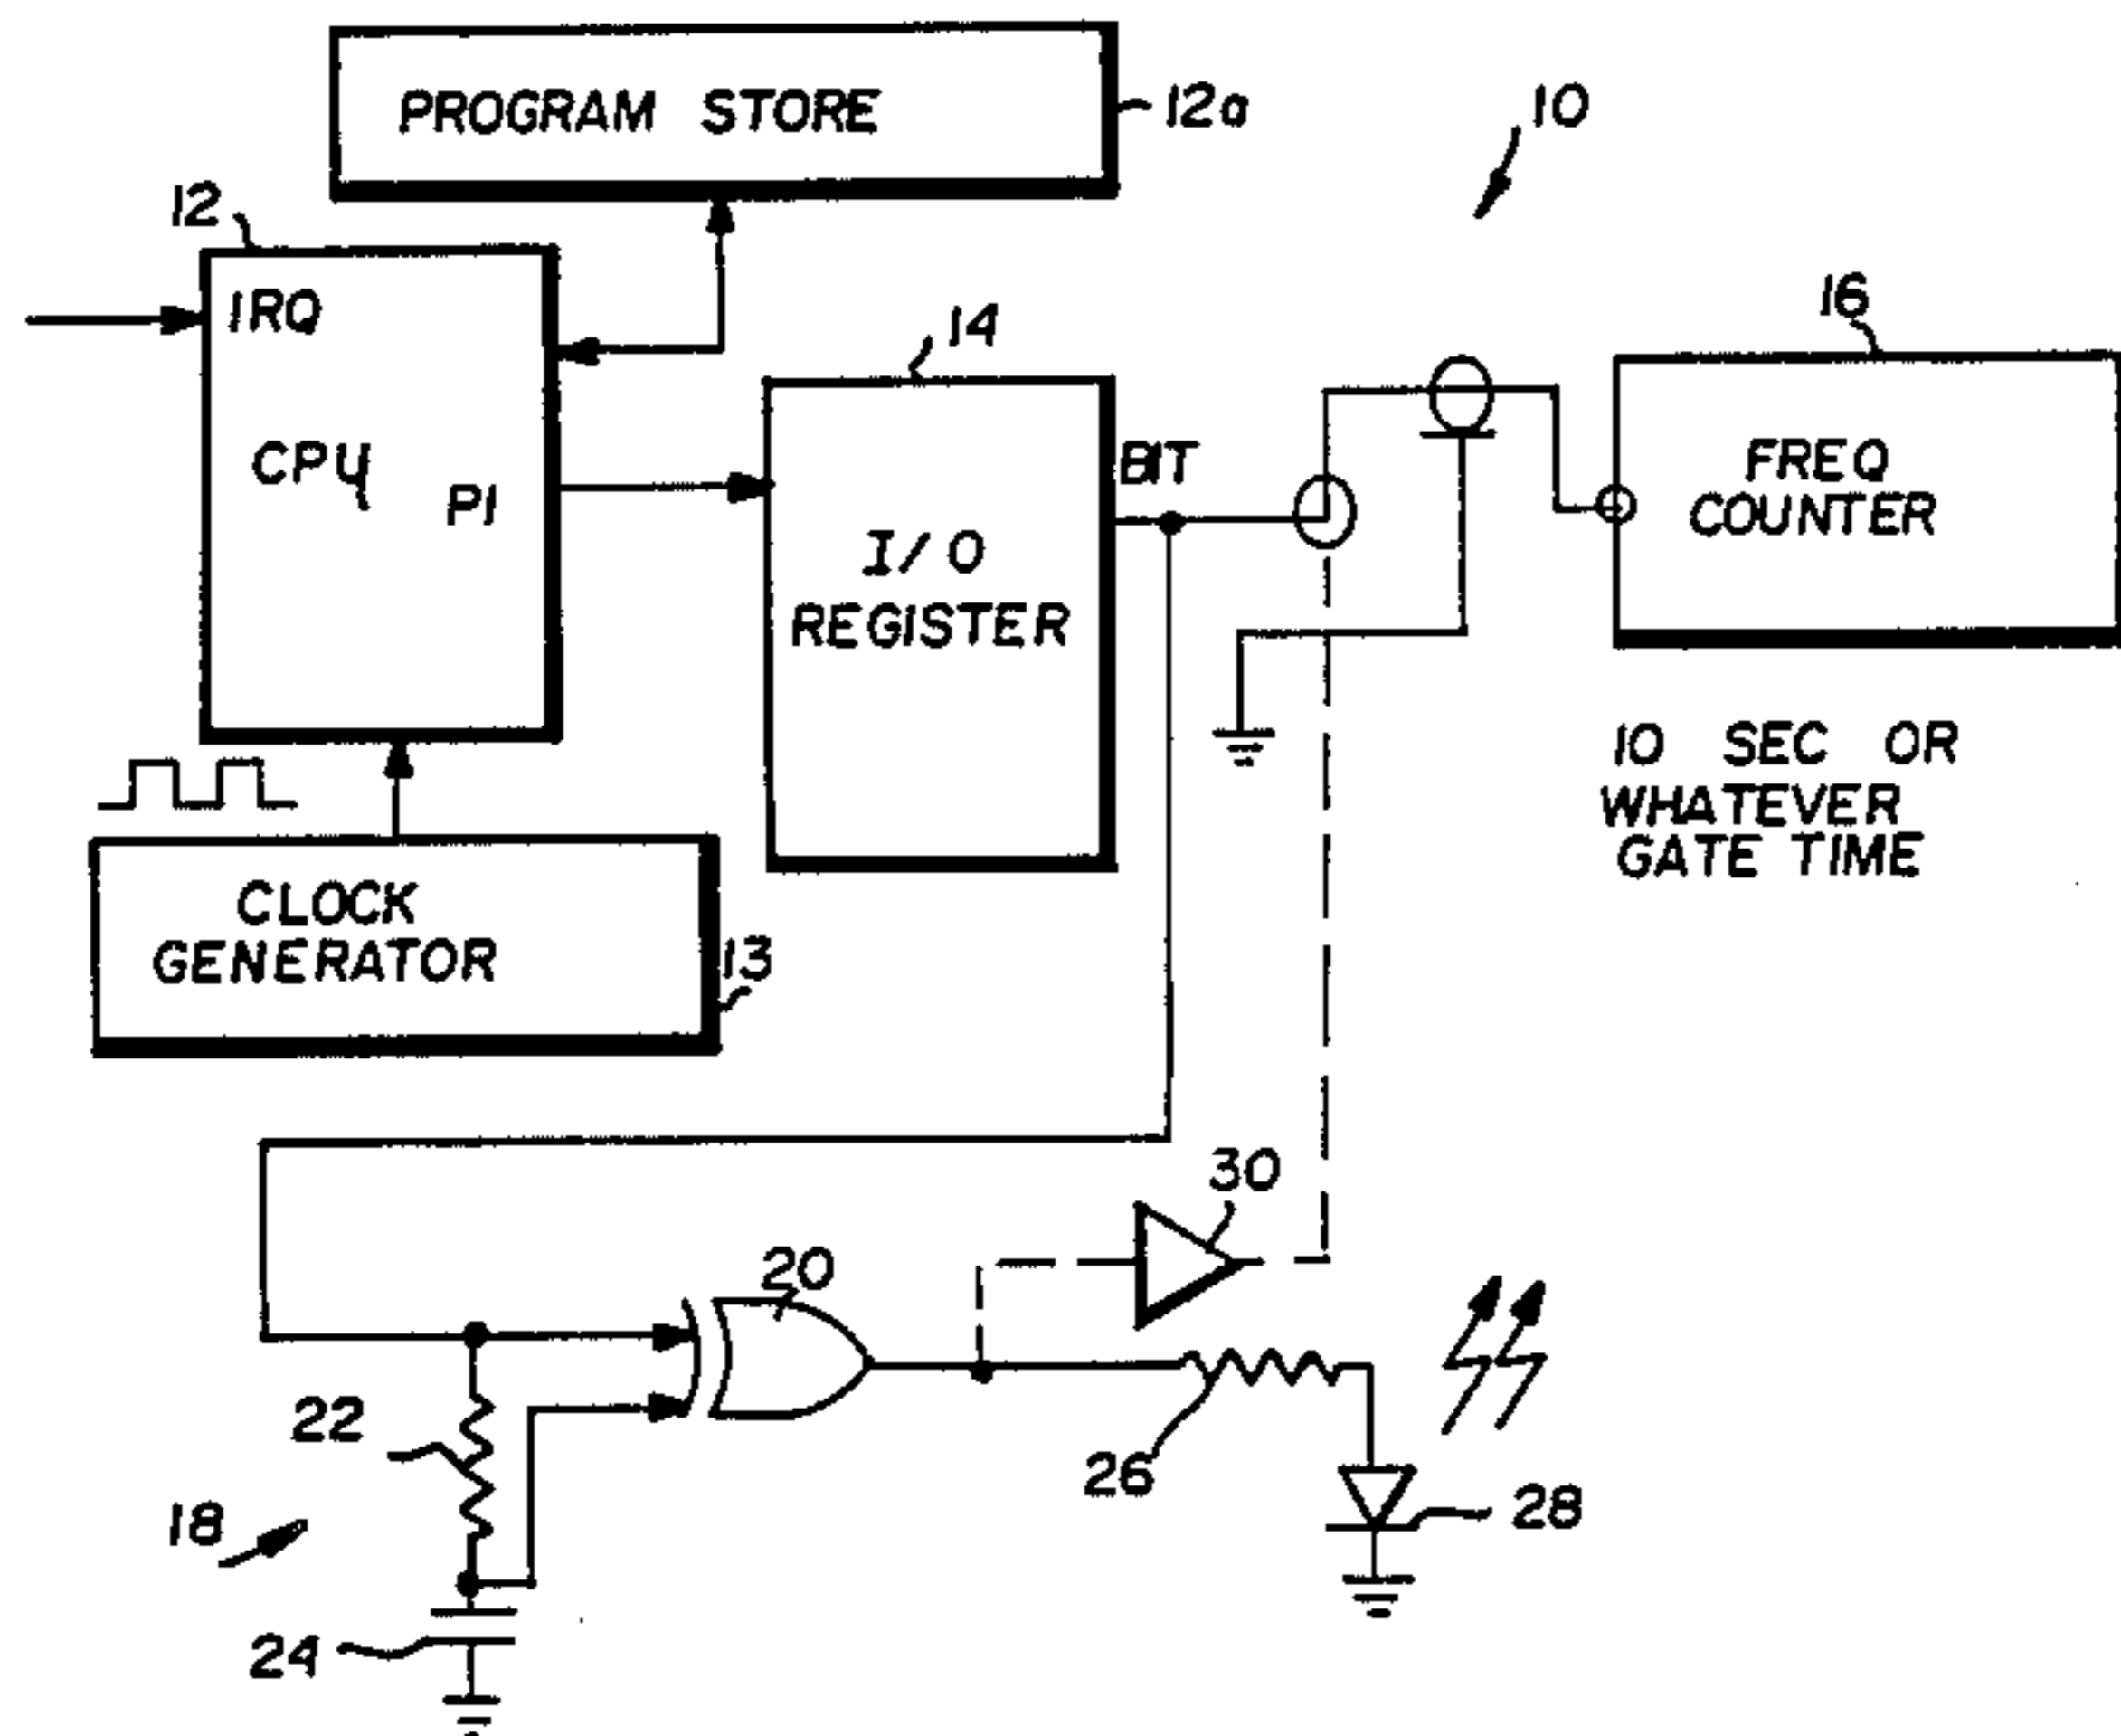 PROGRAM STORE
12a
10
12
IRQ
CPU
P1
14
I/O
REGISTER
BIT
16
FREQ
COUNTER
10 SEC OR
WHATEVER
GATE TIME
CLOCK
GENERATOR
13
30
20
22
26
28
18
24